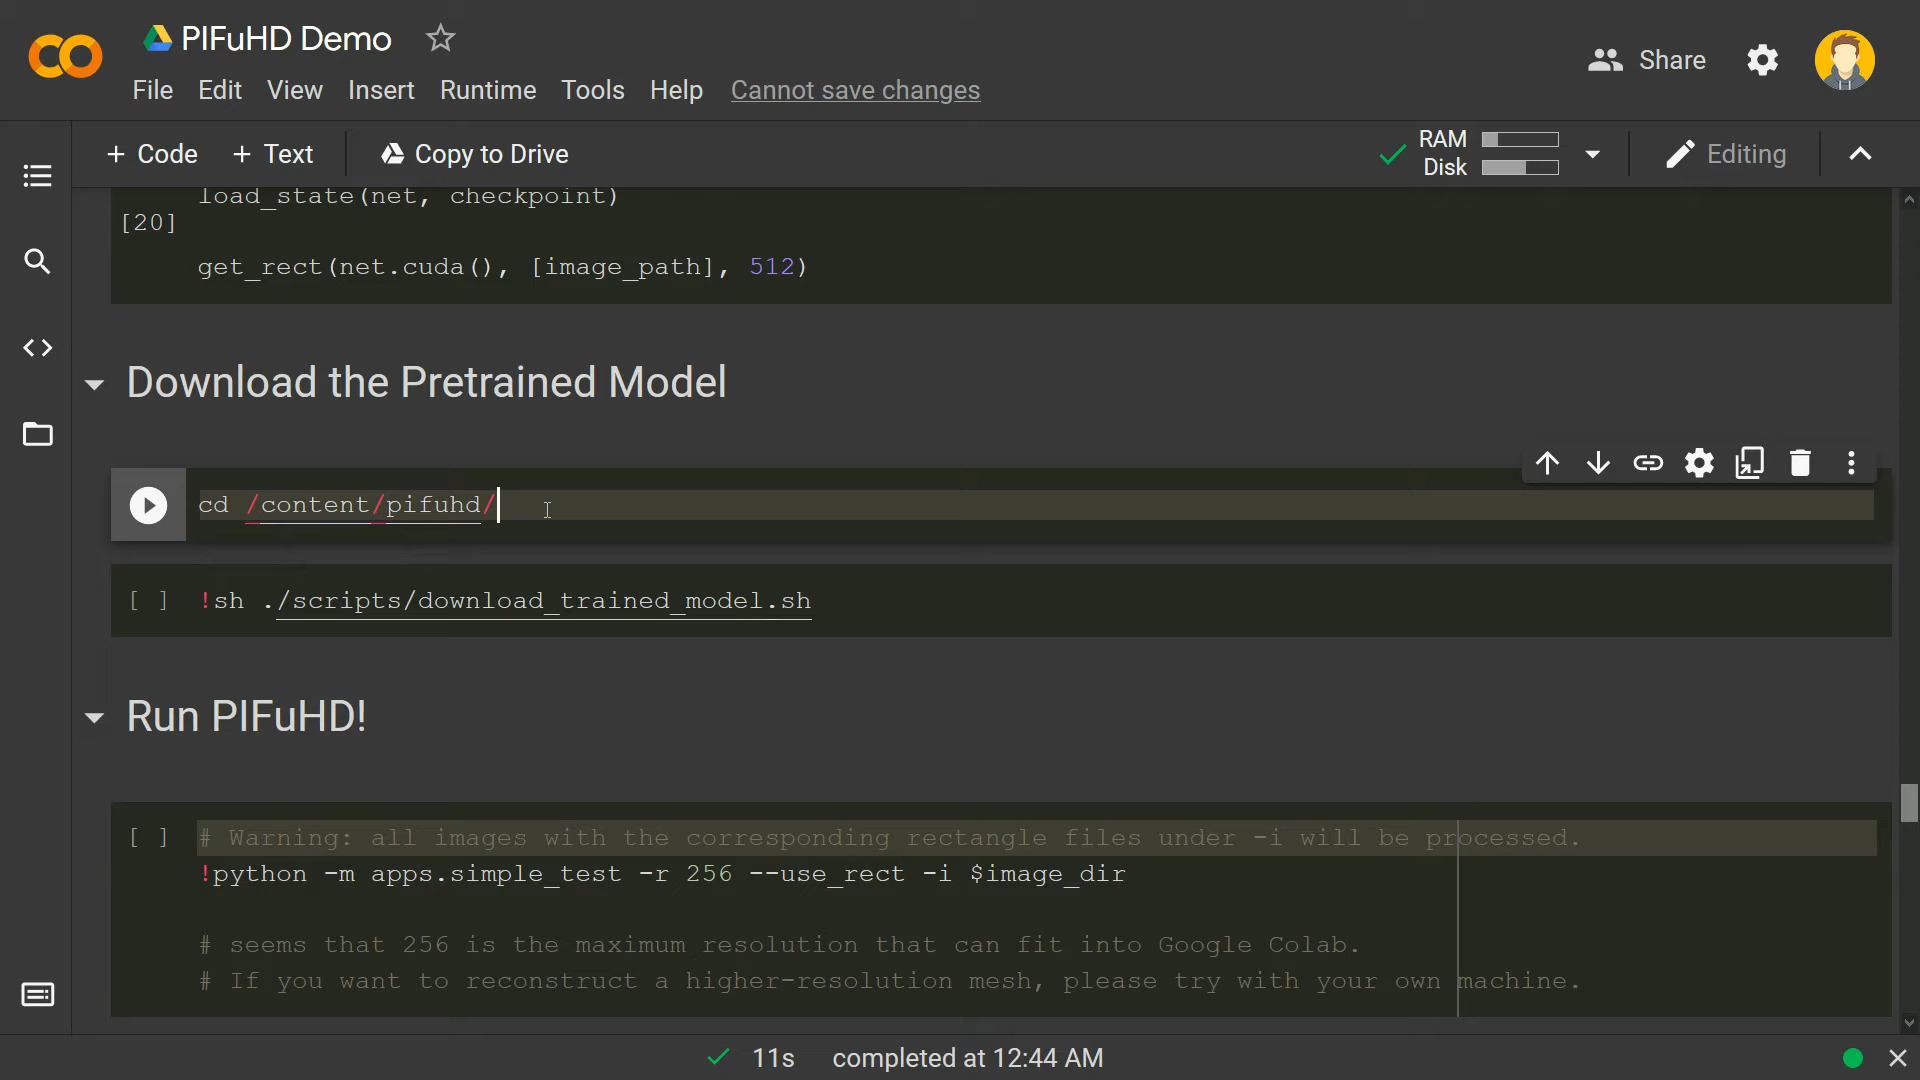 PIFuHD Demo
File Edit View Insert Runtime Tools Help Cannot save changes
Share
+ Code + Text Copy to Drive
RAM
Disk
Editing
load_state(net, checkpoint)
[20]
get_rect(net.cuda(), [image_path], 512)
Download the Pretrained Model
cd /content/pifuhd/
[ ] !sh ./scripts/download_trained_model.sh
Run PIFuHD!
[ ] # Warning: all images with the corresponding rectangle files under -i will be processed.
!python -m apps.simple_test -r 256 --use_rect -i $image_dir
# seems that 256 is the maximum resolution that can fit into Google Colab.
# If you want to reconstruct a higher-resolution mesh, please try with your own machine.
11s completed at 12:44 AM